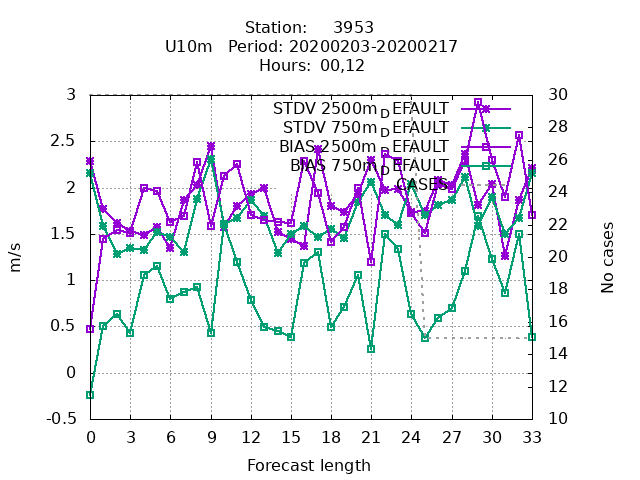 Station: 3953
U10m Period: 20200203-20200217
Hours: 00,12
STDV 2500m_DEFAULT
STDV 750m_DEFAULT
BIAS 2500m_DEFAULT
BIAS 750m_DEFAULT
CASES
3
2.5
2
1.5
1
0.5
0
-0.5
m/s
30
28
26
24
22
20
18
16
14
12
10
No cases
0 3 6 9 12 15 18 21 24 27 30 33
Forecast length